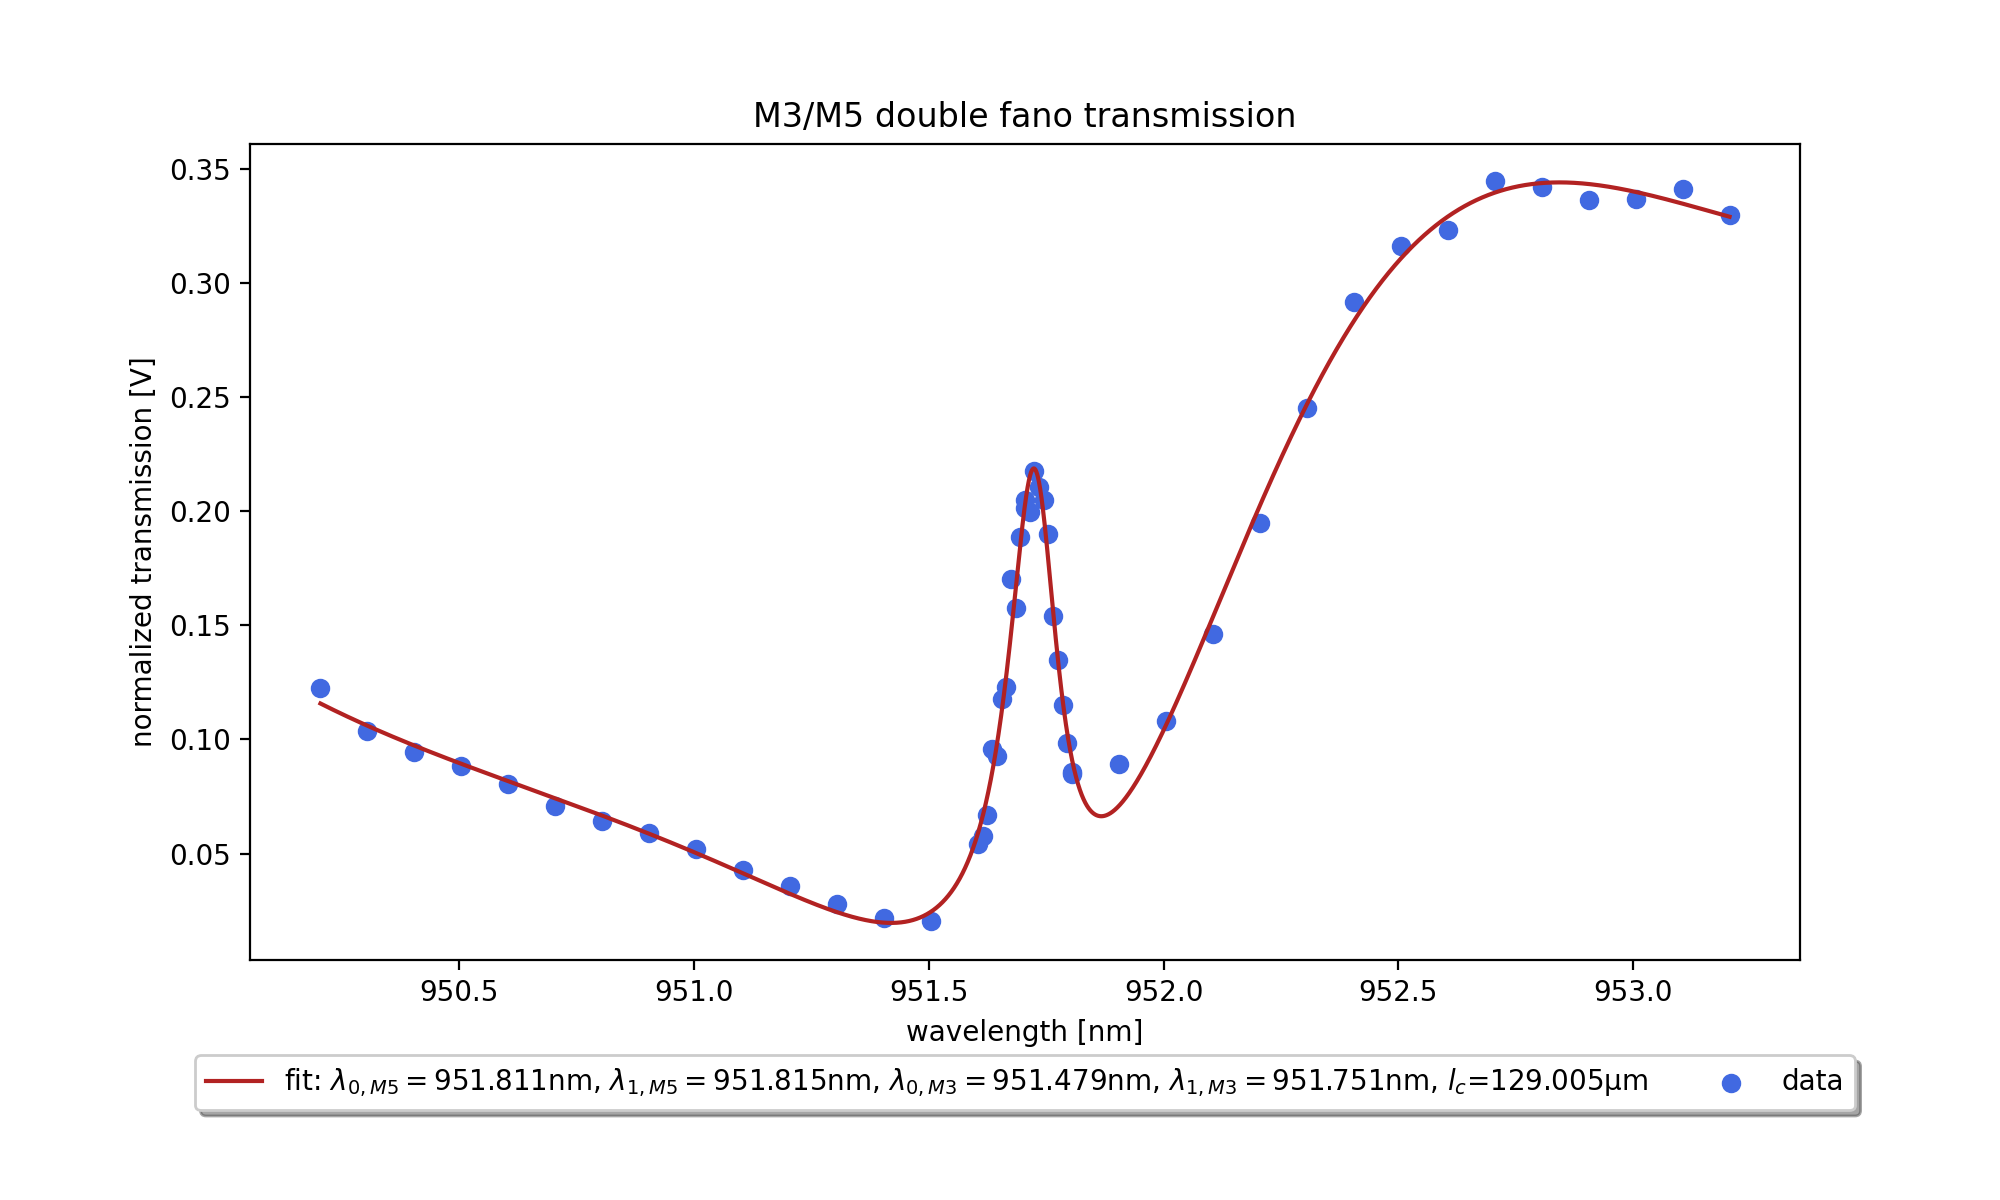 M3/M5 double fano transmission
0.35
0.30
0.25
0.20
0.15
0.10
0.05
normalized transmission [V]
950.5 951.0 951.5 952.0 952.5 953.0
wavelength [nm]
fit: λ₀,M5 = 951.811nm, λ₁,M5 = 951.815nm, λ₀,M3 = 951.479nm, λ₁,M3 = 951.751nm, l_c=129.005µm data